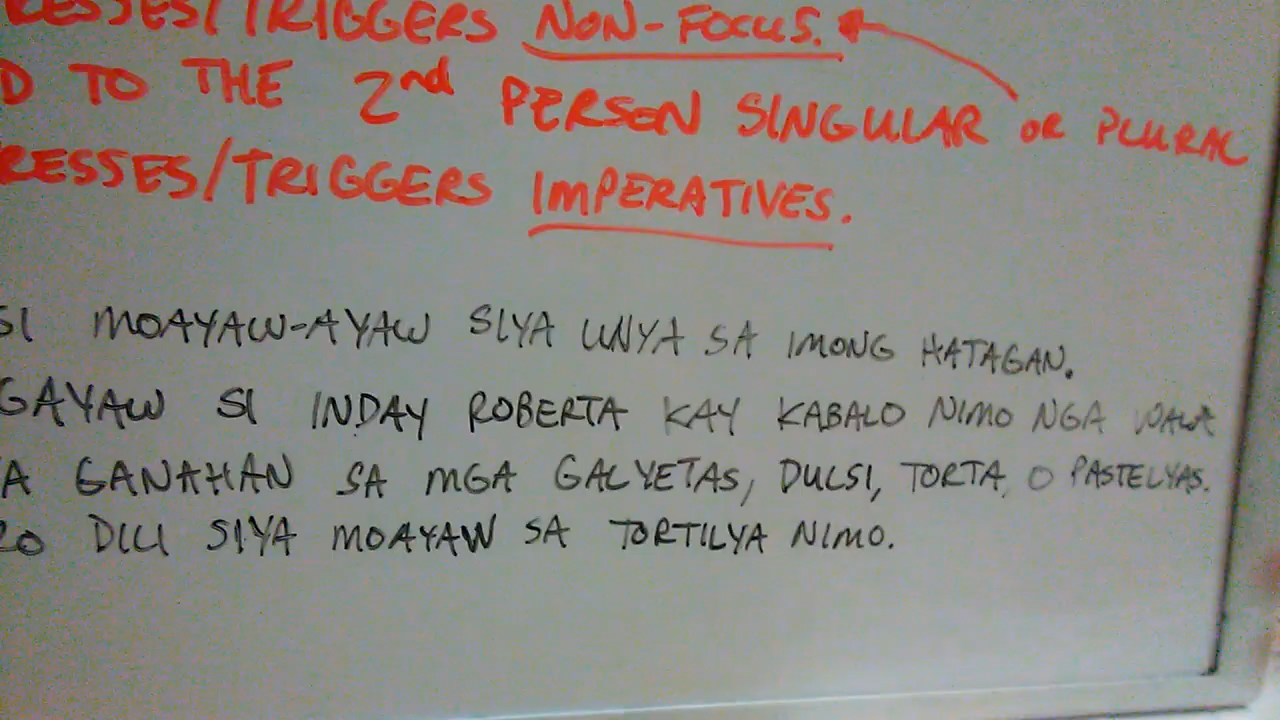 RESSES/TRIGGERS NON-FOCUS.
D TO THE 2nd PERSON SINGULAR OR PLURAL
RESSES/TRIGGERS IMPERATIVES.
SI MOAYAW-AYAW SIYA UNYA SA IMONG HATAGAN.
GAYAW SI INDAY ROBERTA KAY KABALO NIMO NGA WALA
A GANAHAN SA MGA GALYETAS, DULSI, TORTA, O PASTELYAS.
RO DILI SIYA MOAYAW SA TORTILYA NIMO.